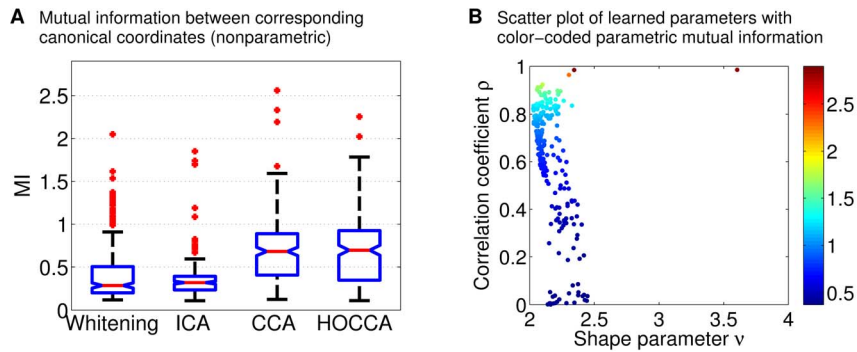 A Mutual information between corresponding
canonical coordinates (nonparametric)
2.5
2
1.5
1
0.5
0
MI
Whitening ICA CCA HOCCA
B Scatter plot of learned parameters with
color−coded parametric mutual information
1
0.8
0.6
0.4
0.2
0
Correlation coefficient ρ
2 2.5 3 3.5 4
Shape parameter ν
2.5
2
1.5
1
0.5